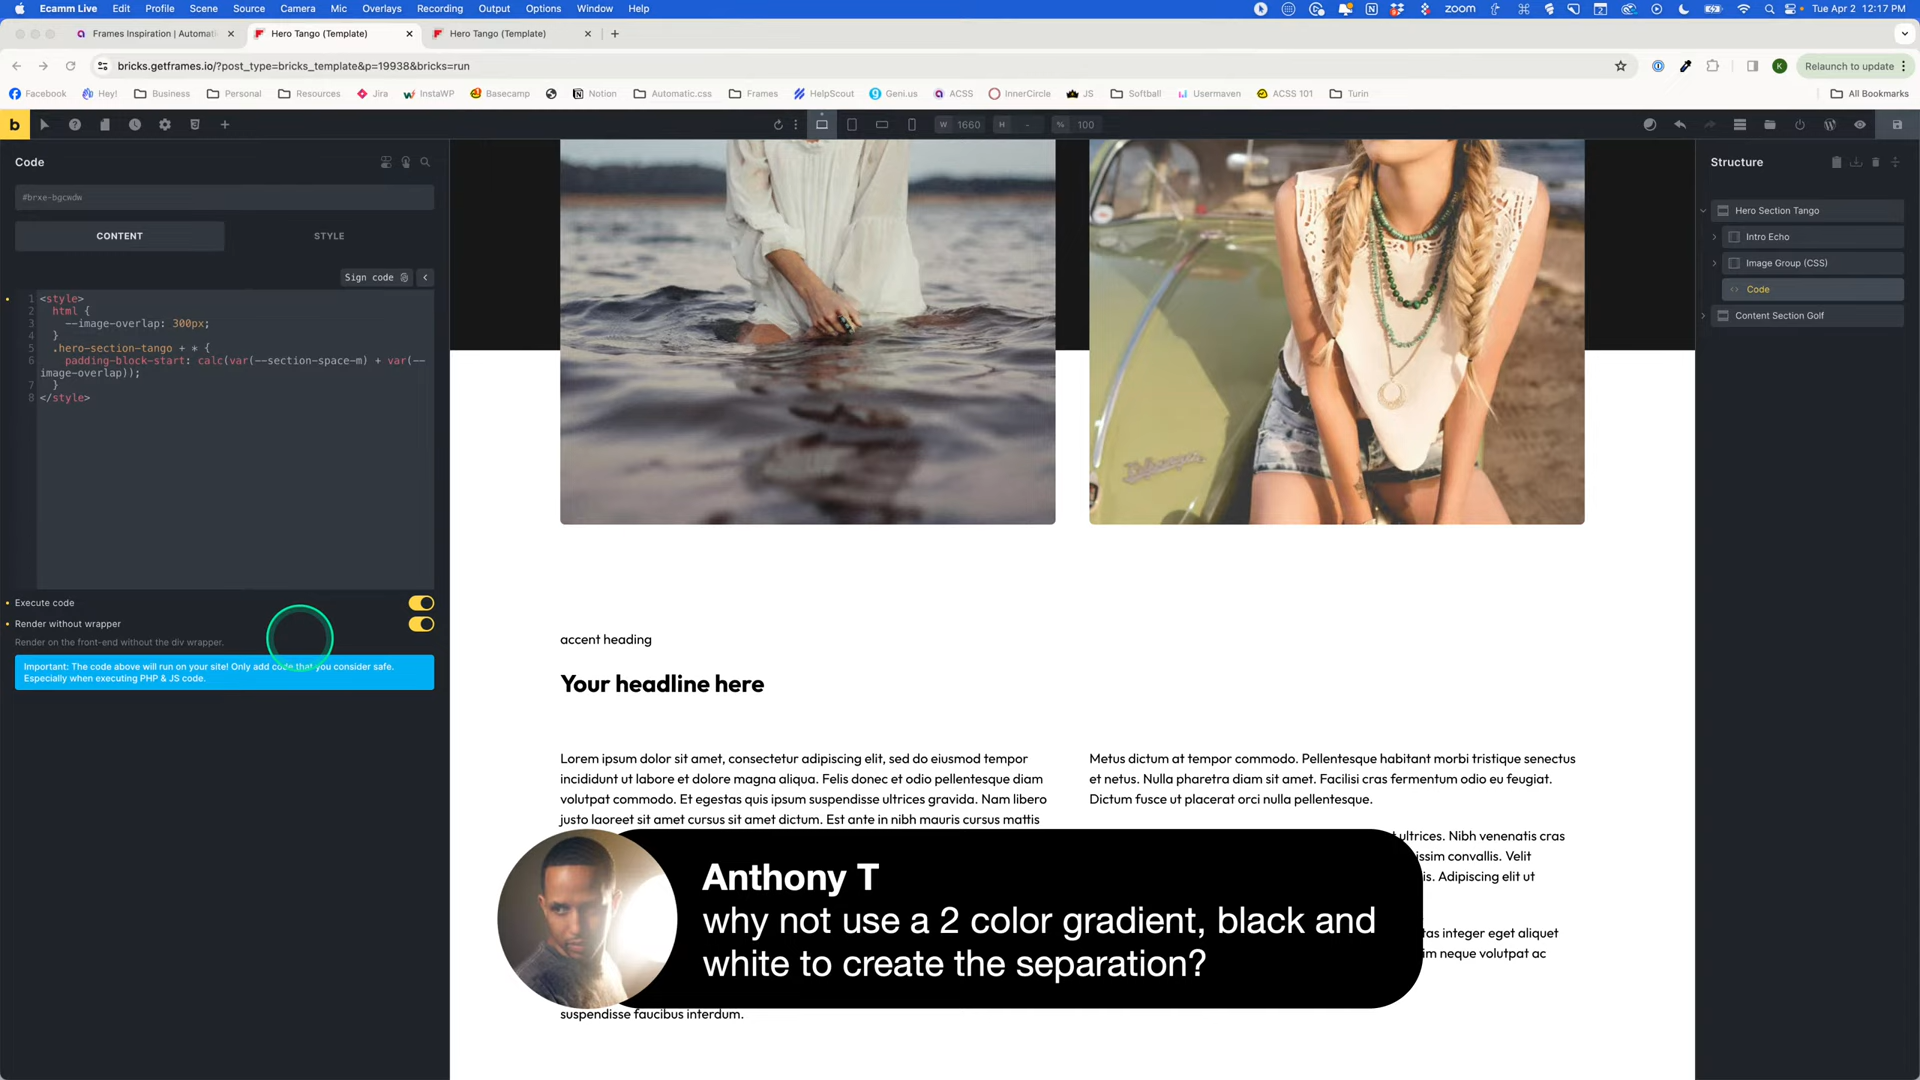 Ecamm Live Edit Profile Scene Source Camera Mic Overlays Recording Output Options Window Help zoom Tue Apr 2 12:17 PM
Frames Inspiration | Automat Hero Tango (Template) Hero Tango (Template)
bricks.getframes.io/?post_type=bricks_template&p=19938&bricks=run Relaunch to update
Facebook Hey! Business Personal Resources Jira InstaWP Basecamp Notion Automatic.css Frames HelpScout Geni.us ACSS InnerCircle JS Softball Usermaven ACSS 101 Turin All Bookmarks
b W 1660 H - % 100
Code
#brxe-bgcwdw
CONTENT STYLE
Sign code
1 <style>
2 html {
3 --image-overlap: 300px;
4 }
5 .hero-section-tango + * {
6 padding-block-start: calc(var(--section-space-m) + var(--
image-overlap));
7 }
8 </style>
Execute code
Render without wrapper
Render on the front-end without the div wrapper.
Important: The code above will run on your site! Only add code that you consider safe.
Especially when executing PHP & JS code.
accent heading
Your headline here
Lorem ipsum dolor sit amet, consectetur adipiscing elit, sed do eiusmod tempor
incididunt ut labore et dolore magna aliqua. Felis donec et odio pellentesque diam
volutpat commodo. Et egestas quis ipsum suspendisse ultrices gravida. Nam libero
justo laoreet sit amet cursus sit amet dictum. Est ante in nibh mauris cursus mattis
suspendisse faucibus interdum.
Metus dictum at tempor commodo. Pellentesque habitant morbi tristique senectus
et netus. Nulla pharetra diam sit amet. Facilisi cras fermentum odio eu feugiat.
Dictum fusce ut placerat orci nulla pellentesque.
ultrices. Nibh venenatis cras
issim convallis. Velit
is. Adipiscing elit ut
tas integer eget aliquet
im neque volutpat ac
Anthony T
why not use a 2 color gradient, black and
white to create the separation?
Structure
Hero Section Tango
Intro Echo
Image Group (CSS)
Code
Content Section Golf